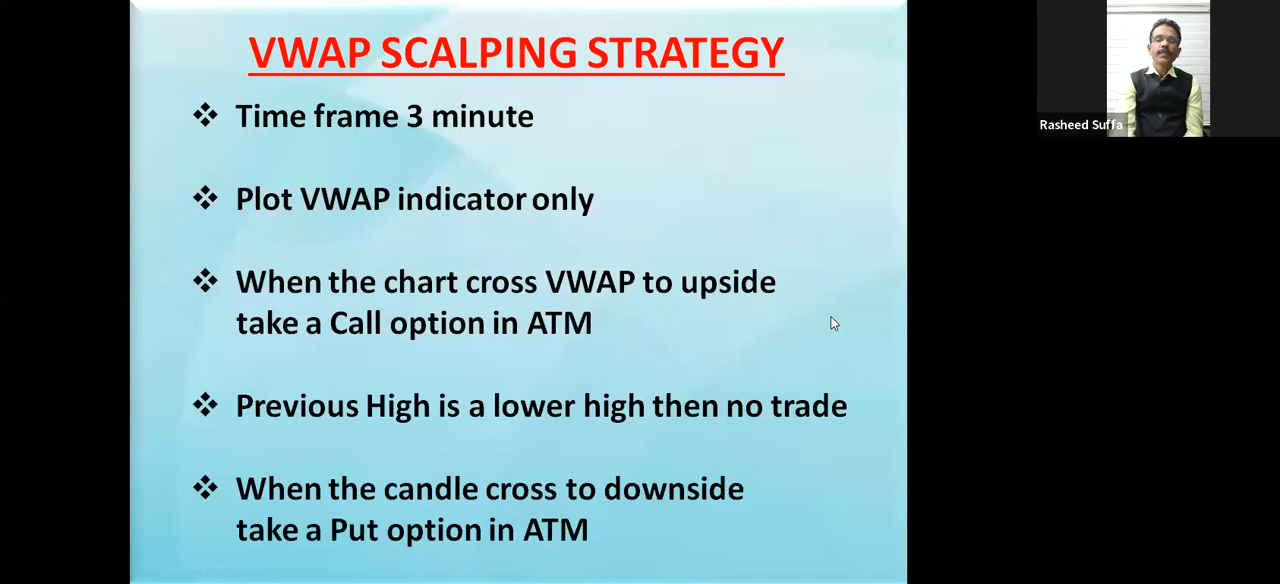 VWAP SCALPING STRATEGY
❖ Time frame 3 minute
❖ Plot VWAP indicator only
❖ When the chart cross VWAP to upside
take a Call option in ATM
❖ Previous High is a lower high then no trade
❖ When the candle cross to downside
take a Put option in ATM
Rasheed Suffa